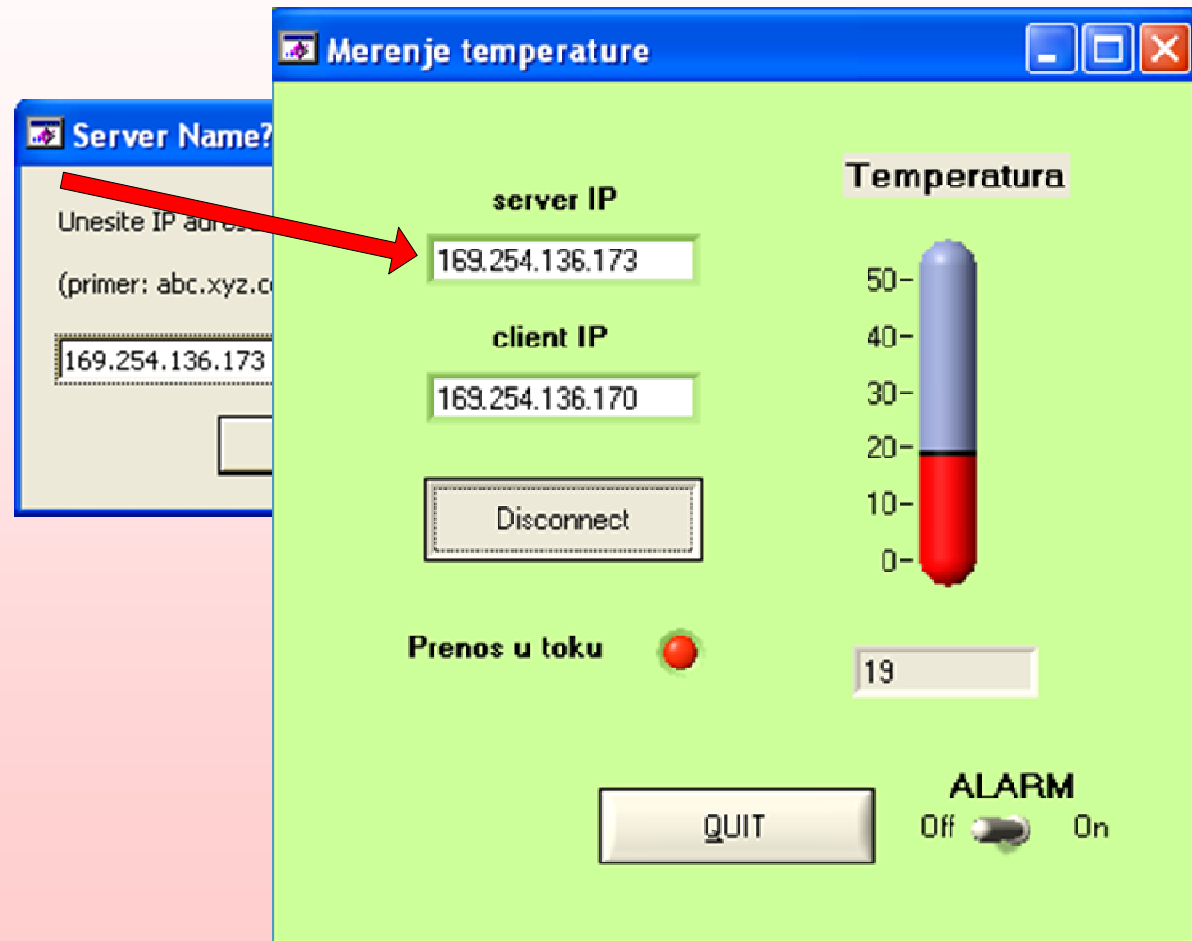 Merenje temperature
Server Name?
Unesite IP
(primer: abc.xyz.co
169.254.136.173
server IP
169.254.136.173
client IP
169.254.136.170
Disconnect
Prenos u toku
Temperatura
50
40
30
20
10
0
19
QUIT
ALARM
Off On